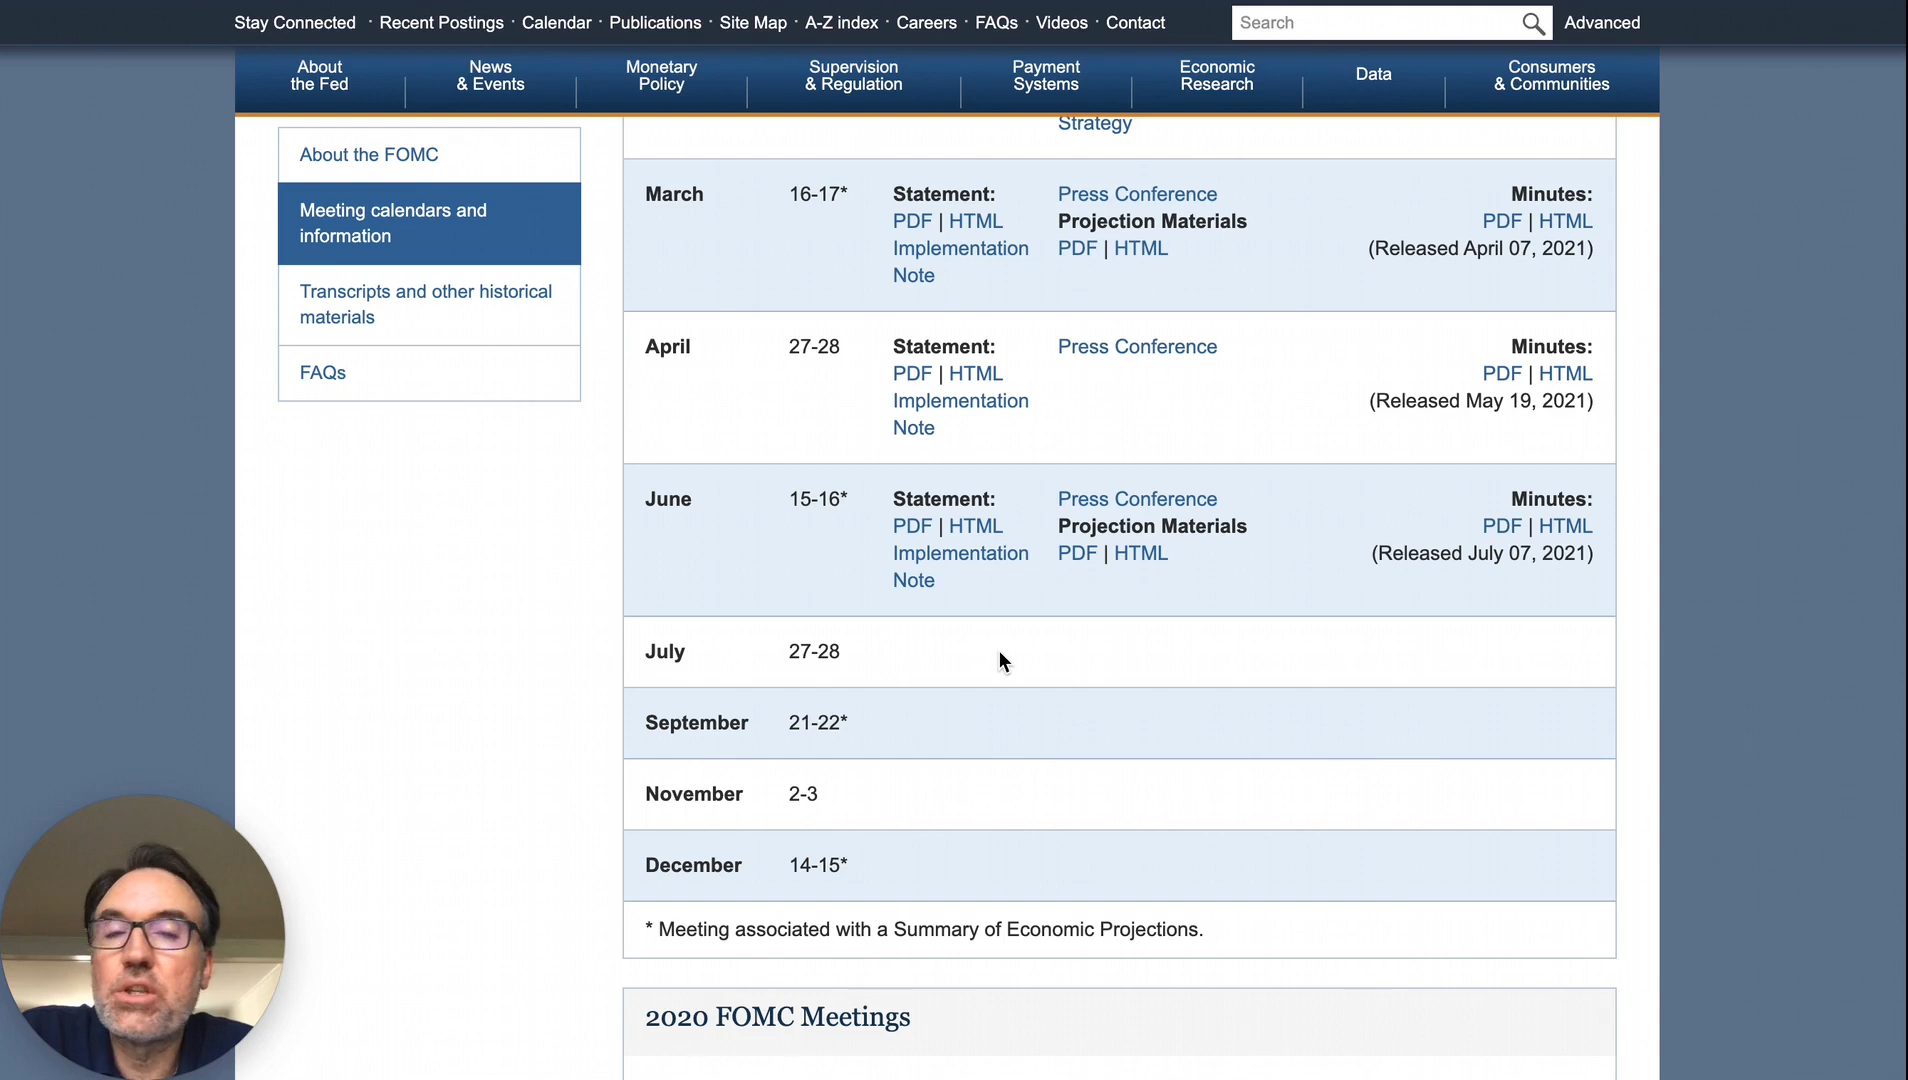 Stay Connected · Recent Postings · Calendar · Publications · Site Map · A-Z index · Careers · FAQs · Videos · Contact
Search
Advanced
About
the Fed
News
& Events
Monetary
Policy
Supervision
& Regulation
Payment
Systems
Economic
Research
Data
Consumers
& Communities
About the FOMC
Meeting calendars and
information
Transcripts and other historical
materials
FAQs
Strategy
March
16-17*
Statement:
PDF | HTML
Implementation
Note
Press Conference
Projection Materials
PDF | HTML
Minutes:
PDF | HTML
(Released April 07, 2021)
April
27-28
Statement:
PDF | HTML
Implementation
Note
Press Conference
Minutes:
PDF | HTML
(Released May 19, 2021)
June
15-16*
Statement:
PDF | HTML
Implementation
Note
Press Conference
Projection Materials
PDF | HTML
Minutes:
PDF | HTML
(Released July 07, 2021)
July
27-28
September
21-22*
November
2-3
December
14-15*
* Meeting associated with a Summary of Economic Projections.
2020 FOMC Meetings